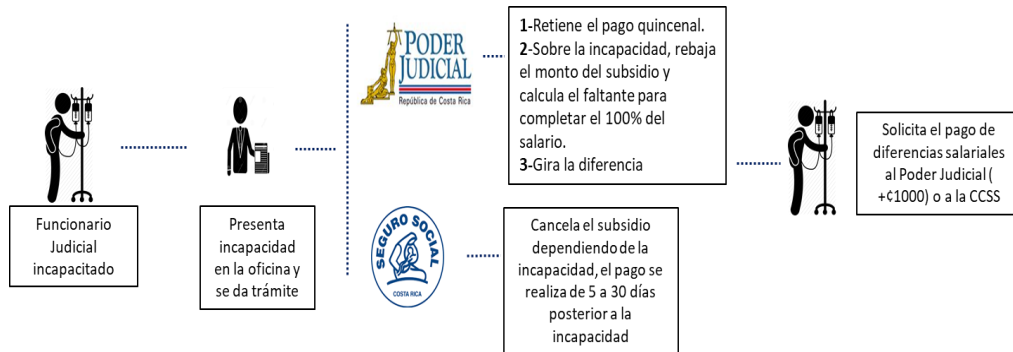 Funcionario
Judicial
incapacitado
Presenta
incapacidad
en la oficina y
se da trámite
PODER
JUDICIAL
República de Costa Rica
1-Retiene el pago quincenal.
2-Sobre la incapacidad, rebaja
el monto del subsidio y
calcula el faltante para
completar el 100% del
salario.
3-Gira la diferencia
SEGURO SOCIAL
COSTA RICA
Cancela el subsidio
dependiendo de la
incapacidad, el pago se
realiza de 5 a 30 días
posterior a la
incapacidad
Solicita el pago de
diferencias salariales
al Poder Judicial (
+¢1000) o a la CCSS